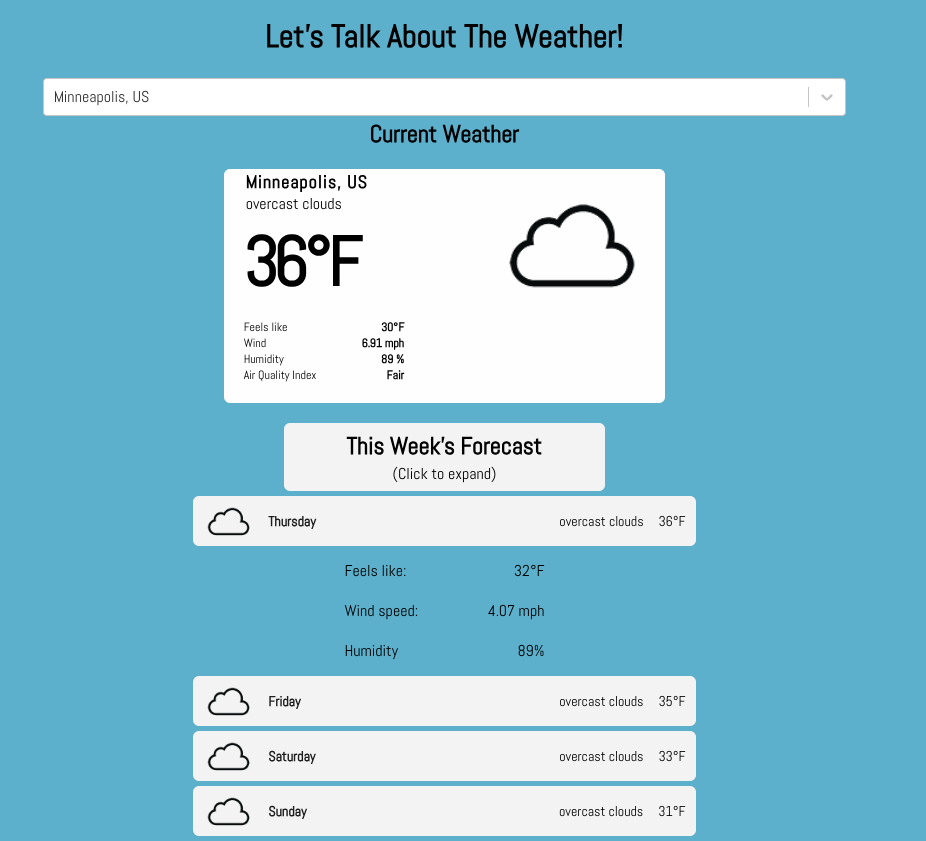 Let's Talk About The Weather!
Minneapolis, US
Current Weather
Minneapolis, US
overcast clouds
36°F
Feels like 30°F
Wind 6.91 mph
Humidity 89 %
Air Quality Index Fair
This Week's Forecast
(Click to expand)
Thursday overcast clouds 36°F
Feels like: 32°F
Wind speed: 4.07 mph
Humidity 89%
Friday overcast clouds 35°F
Saturday overcast clouds 33°F
Sunday overcast clouds 31°F